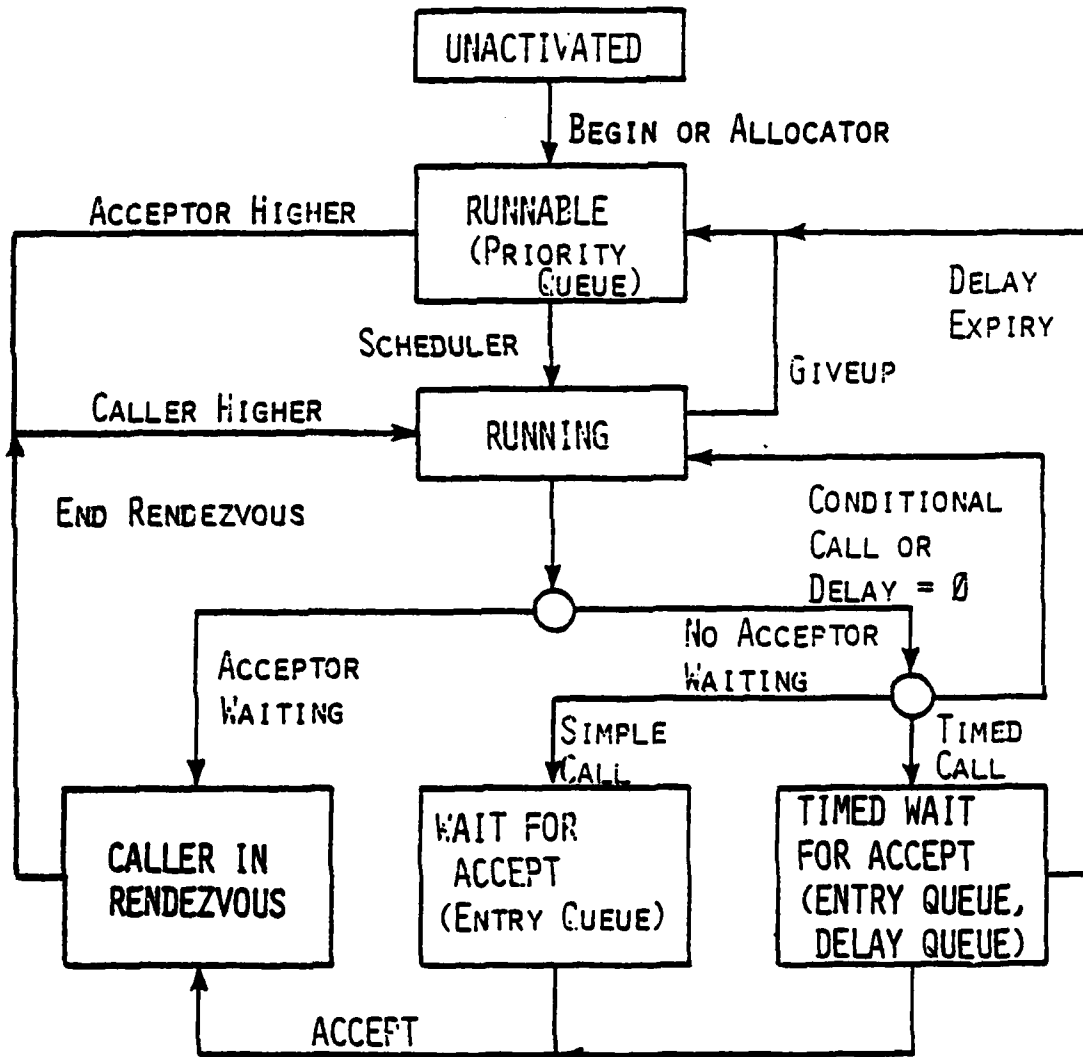 UNACTIVATED
BEGIN OR ALLOCATOR
ACCEPTOR HIGHER
RUNNABLE
(PRIORITY
QUEUE)
DELAY
EXPIRY
SCHEDULER
GIVEUP
CALLER HIGHER
RUNNING
END RENDEZVOUS
CONDITIONAL
CALL OR
DELAY = Ø
NO ACCEPTOR
WAITING
ACCEPTOR
WAITING
SIMPLE
CALL
TIMED
CALL
CALLER IN
RENDEZVOUS
WAIT FOR
ACCEPT
(ENTRY QUEUE)
TIMED WAIT
FOR ACCEPT
(ENTRY QUEUE,
DELAY QUEUE)
ACCEPT